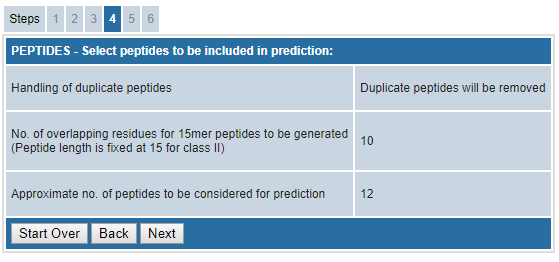 Steps 1 2 3 4 5 6
PEPTIDES - Select peptides to be included in prediction:
Handling of duplicate peptides Duplicate peptides will be removed
No. of overlapping residues for 15mer peptides to be generated
(Peptide length is fixed at 15 for class II) 10
Approximate no. of peptides to be considered for prediction 12
Start Over Back Next